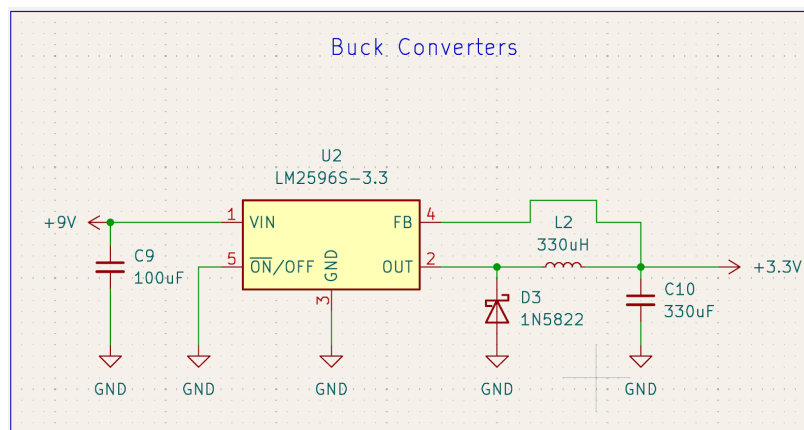 Buck Converters
U2
LM2596S-3.3
+9V
1
VIN
FB
4
L2
330uH
C9
100uF
5
ON/OFF
GND
OUT
2
+3.3V
3
D3
1N5822
C10
330uF
GND
GND
GND
GND
GND